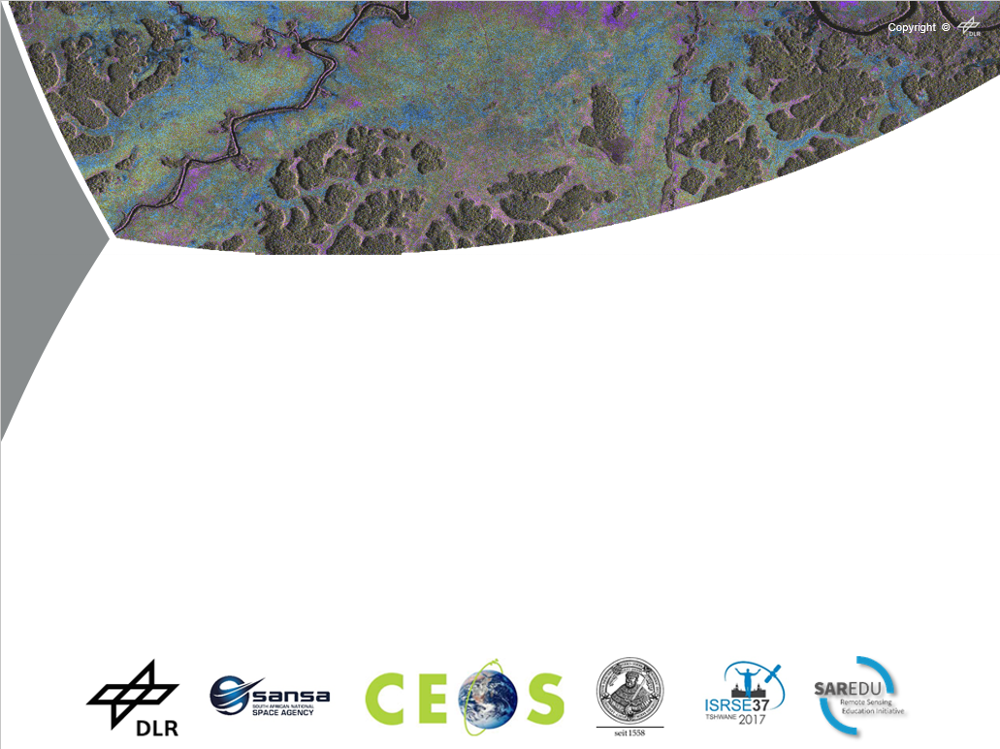 Copyright ©
DLR
DLR
sansa
SOUTH AFRICAN NATIONAL
SPACE AGENCY
CEOS
seit 1558
ISRSE37
TSHWANE 2017
SAREDU
Remote Sensing
Education Initiative